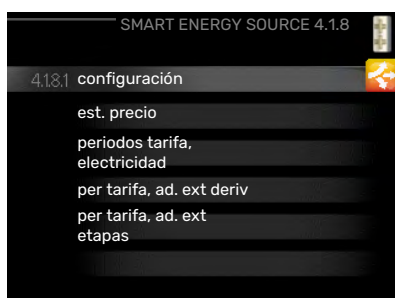 SMART ENERGY SOURCE 4.1.8
4.1.8.1 configuración
est. precio
periodos tarifa,
electricidad
per tarifa, ad. ext deriv
per tarifa, ad. ext
etapas